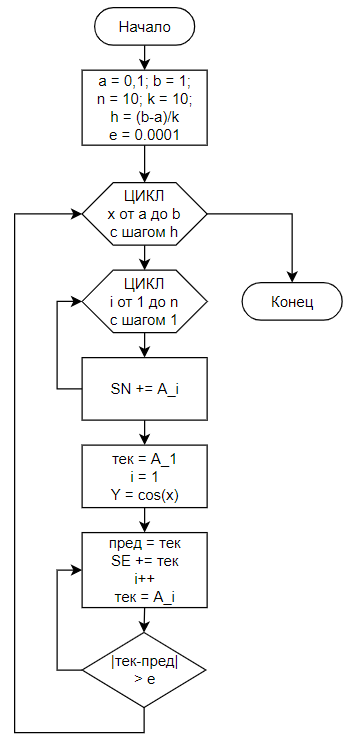 Начало
a = 0,1; b = 1;
n = 10; k = 10;
h = (b-a)/k
e = 0.0001
ЦИКЛ
x от a до b
с шагом h
ЦИКЛ
i от 1 до n
с шагом 1
Конец
SN += A_i
тек = A_1
i = 1
Y = cos(x)
пред = тек
SE += тек
i++
тек = A_i
|тек-пред|
> e